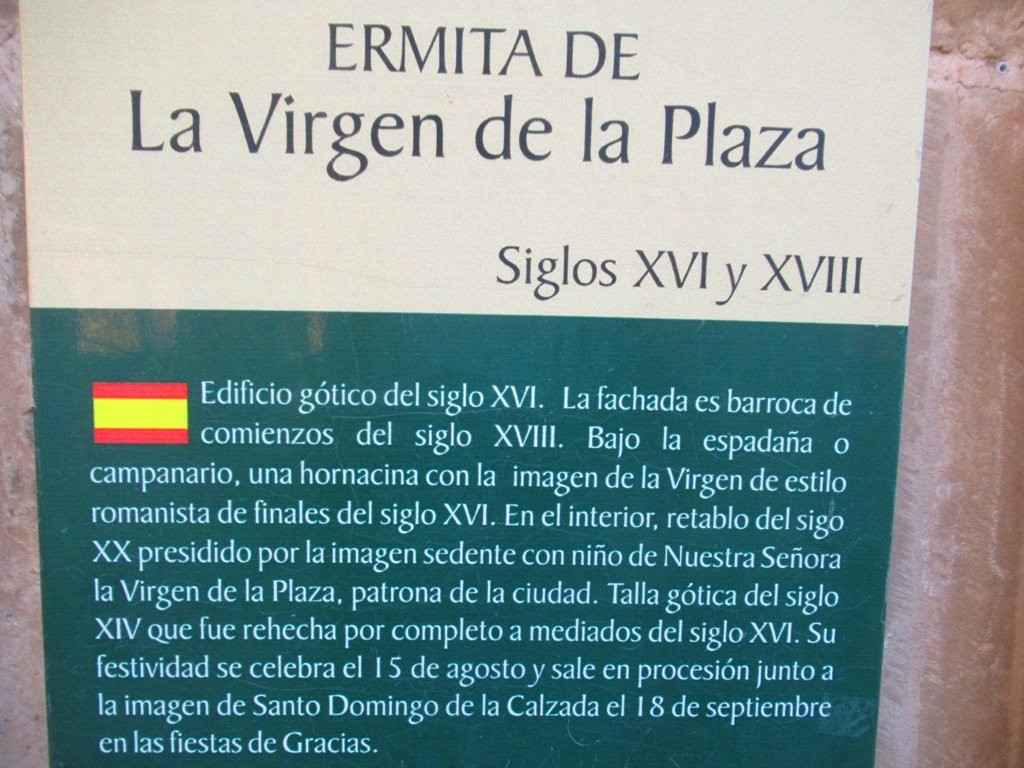 ERMITA DE
La Virgen de la Plaza
Siglos XVI y XVIII
Edificio gótico del siglo XVI. La fachada es barroca de
comienzos del siglo XVIII. Bajo la espadaña o
campanario, una hornacina con la imagen de la Virgen de estilo
romanista de finales del siglo XVI. En el interior, retablo del sigo
XX presidido por la imagen sedente con niño de Nuestra Señora
la Virgen de la Plaza, patrona de la ciudad. Talla gótica del siglo
XIV que fue rehecha por completo a mediados del siglo XVI. Su
festividad se celebra el 15 de agosto y sale en procesión junto a
la imagen de Santo Domingo de la Calzada el 18 de septiembre
en las fiestas de Gracias.